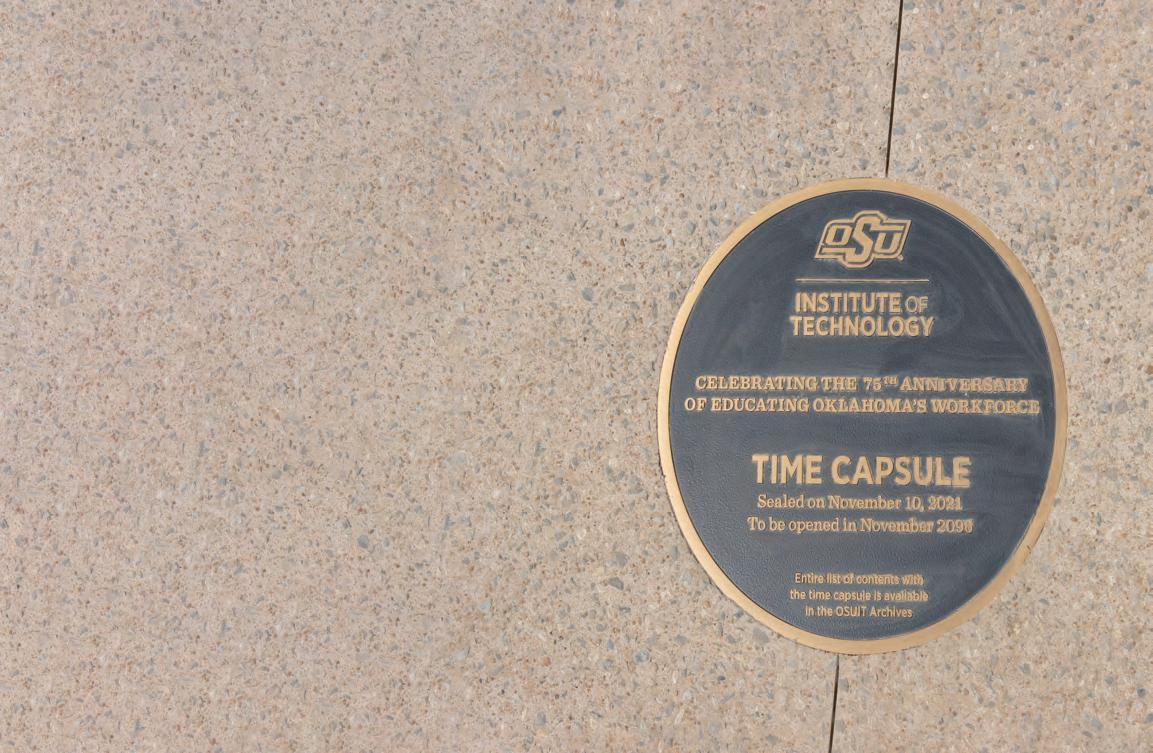 OSU
INSTITUTE OF
TECHNOLOGY
CELEBRATING THE 75TH ANNIVERSARY
OF EDUCATING OKLAHOMA'S WORKFORCE
TIME CAPSULE
Sealed on November 10, 2021
To be opened in November
Entire list of contents with
the time capsule is available
in the OSUIT Archives